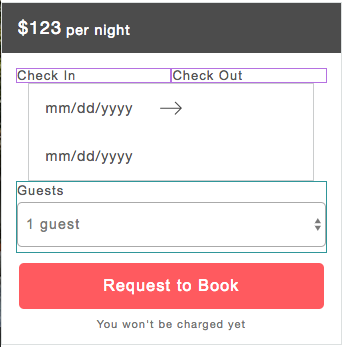 $123 per night
Check In Check Out
mm/dd/yyyy
mm/dd/yyyy
Guests
1 guest
Request to Book
You won't be charged yet